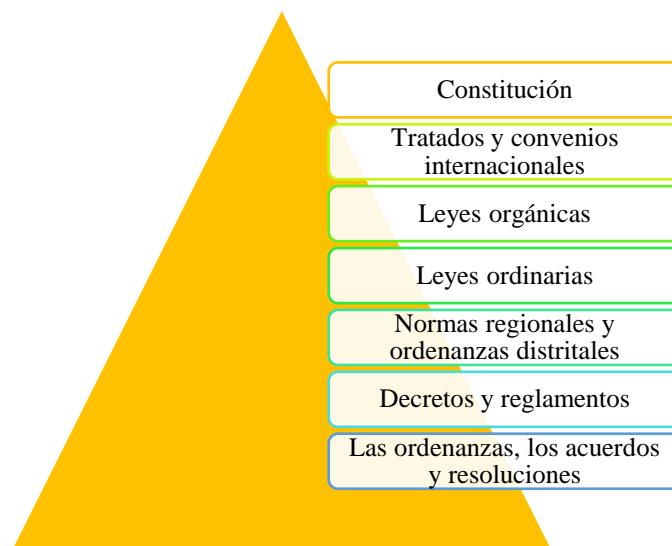 Constitución
Tratados y convenios
internacionales
Leyes orgánicas
Leyes ordinarias
Normas regionales y
ordenanzas distritales
Decretos y reglamentos
Las ordenanzas, los acuerdos
y resoluciones